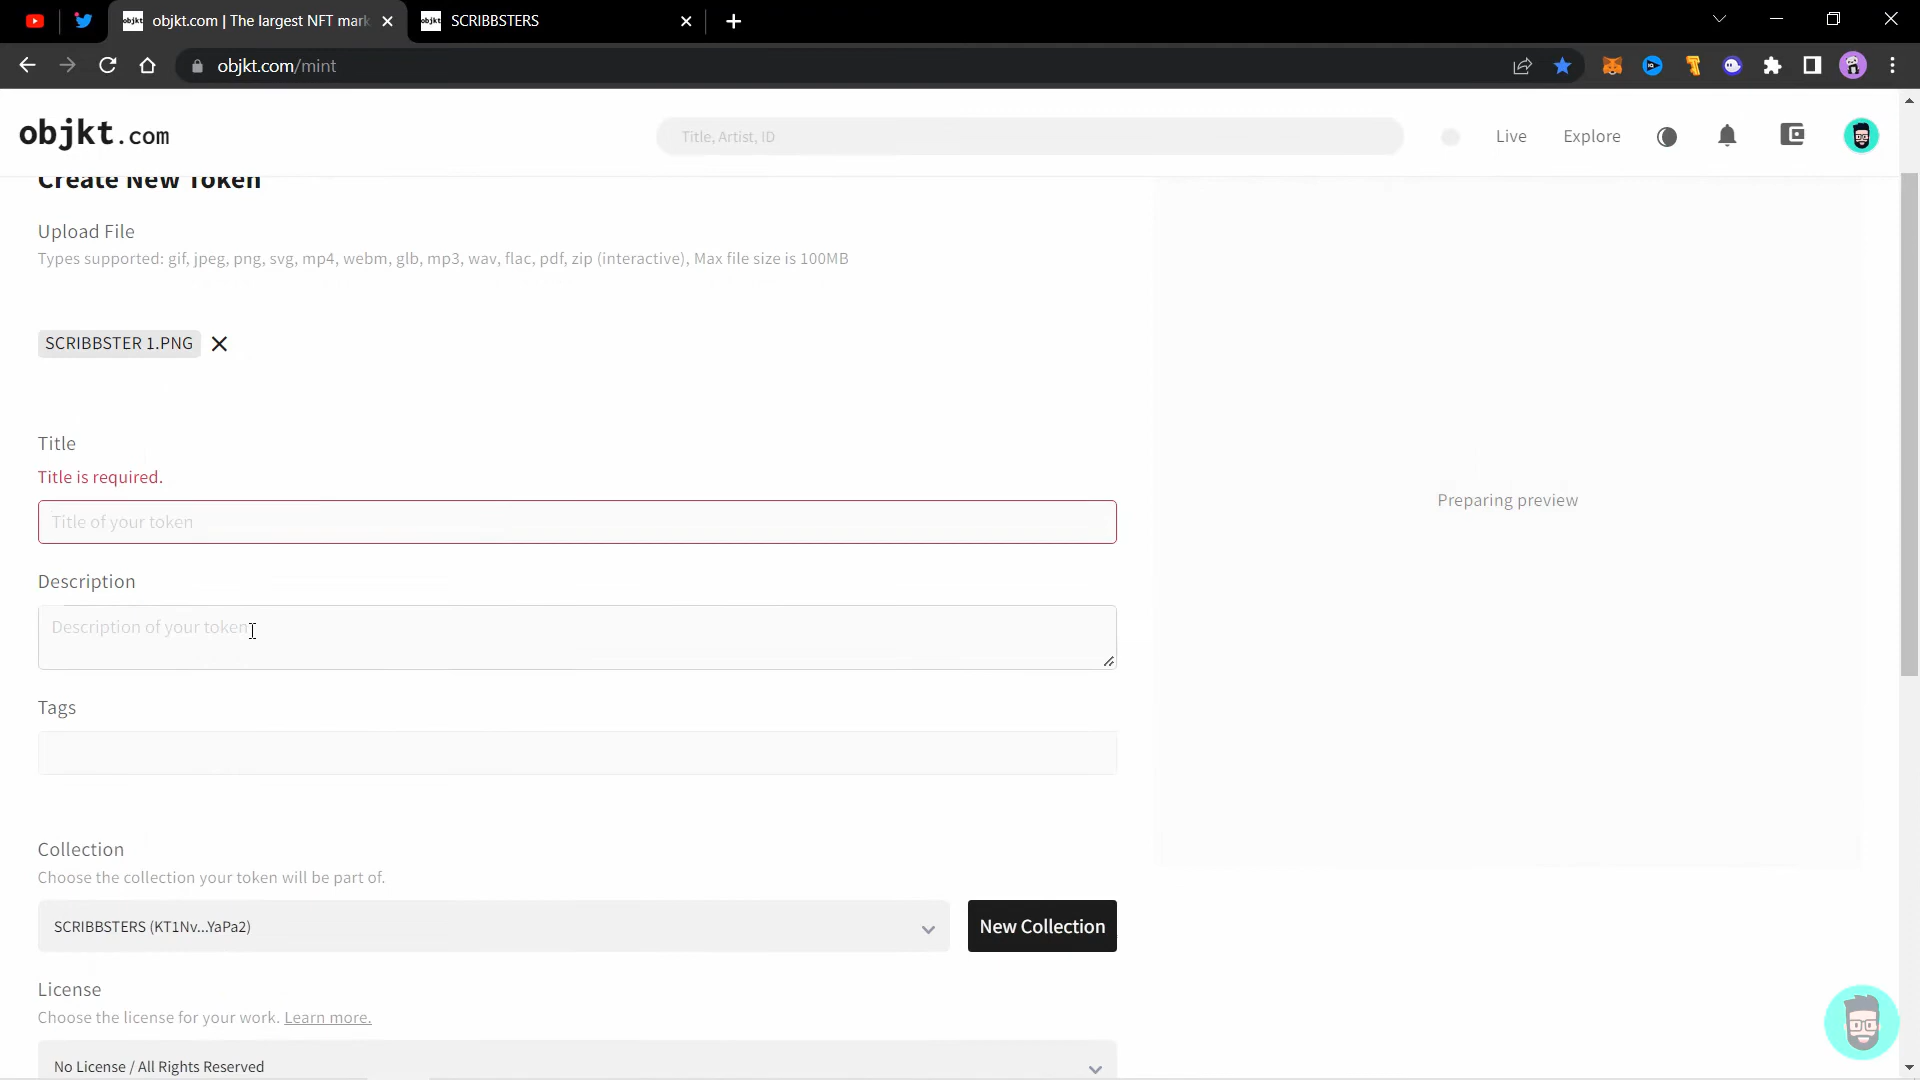 objkt.com | The largest NFT mark
SCRIBBSTERS
objkt.com/mint
objkt.com
Title, Artist, ID
Live
Explore
Create New Token
Upload File
Types supported: gif, jpeg, png, svg, mp4, webm, glb, mp3, wav, flac, pdf, zip (interactive), Max file size is 100MB
SCRIBBSTER 1.PNG
Title
Title is required.
Title of your token
Preparing preview
Description
Description of your token
Tags
Collection
Choose the collection your token will be part of.
SCRIBBSTERS (KT1Nv...YaPa2)
New Collection
License
Choose the license for your work. Learn more.
No License / All Rights Reserved